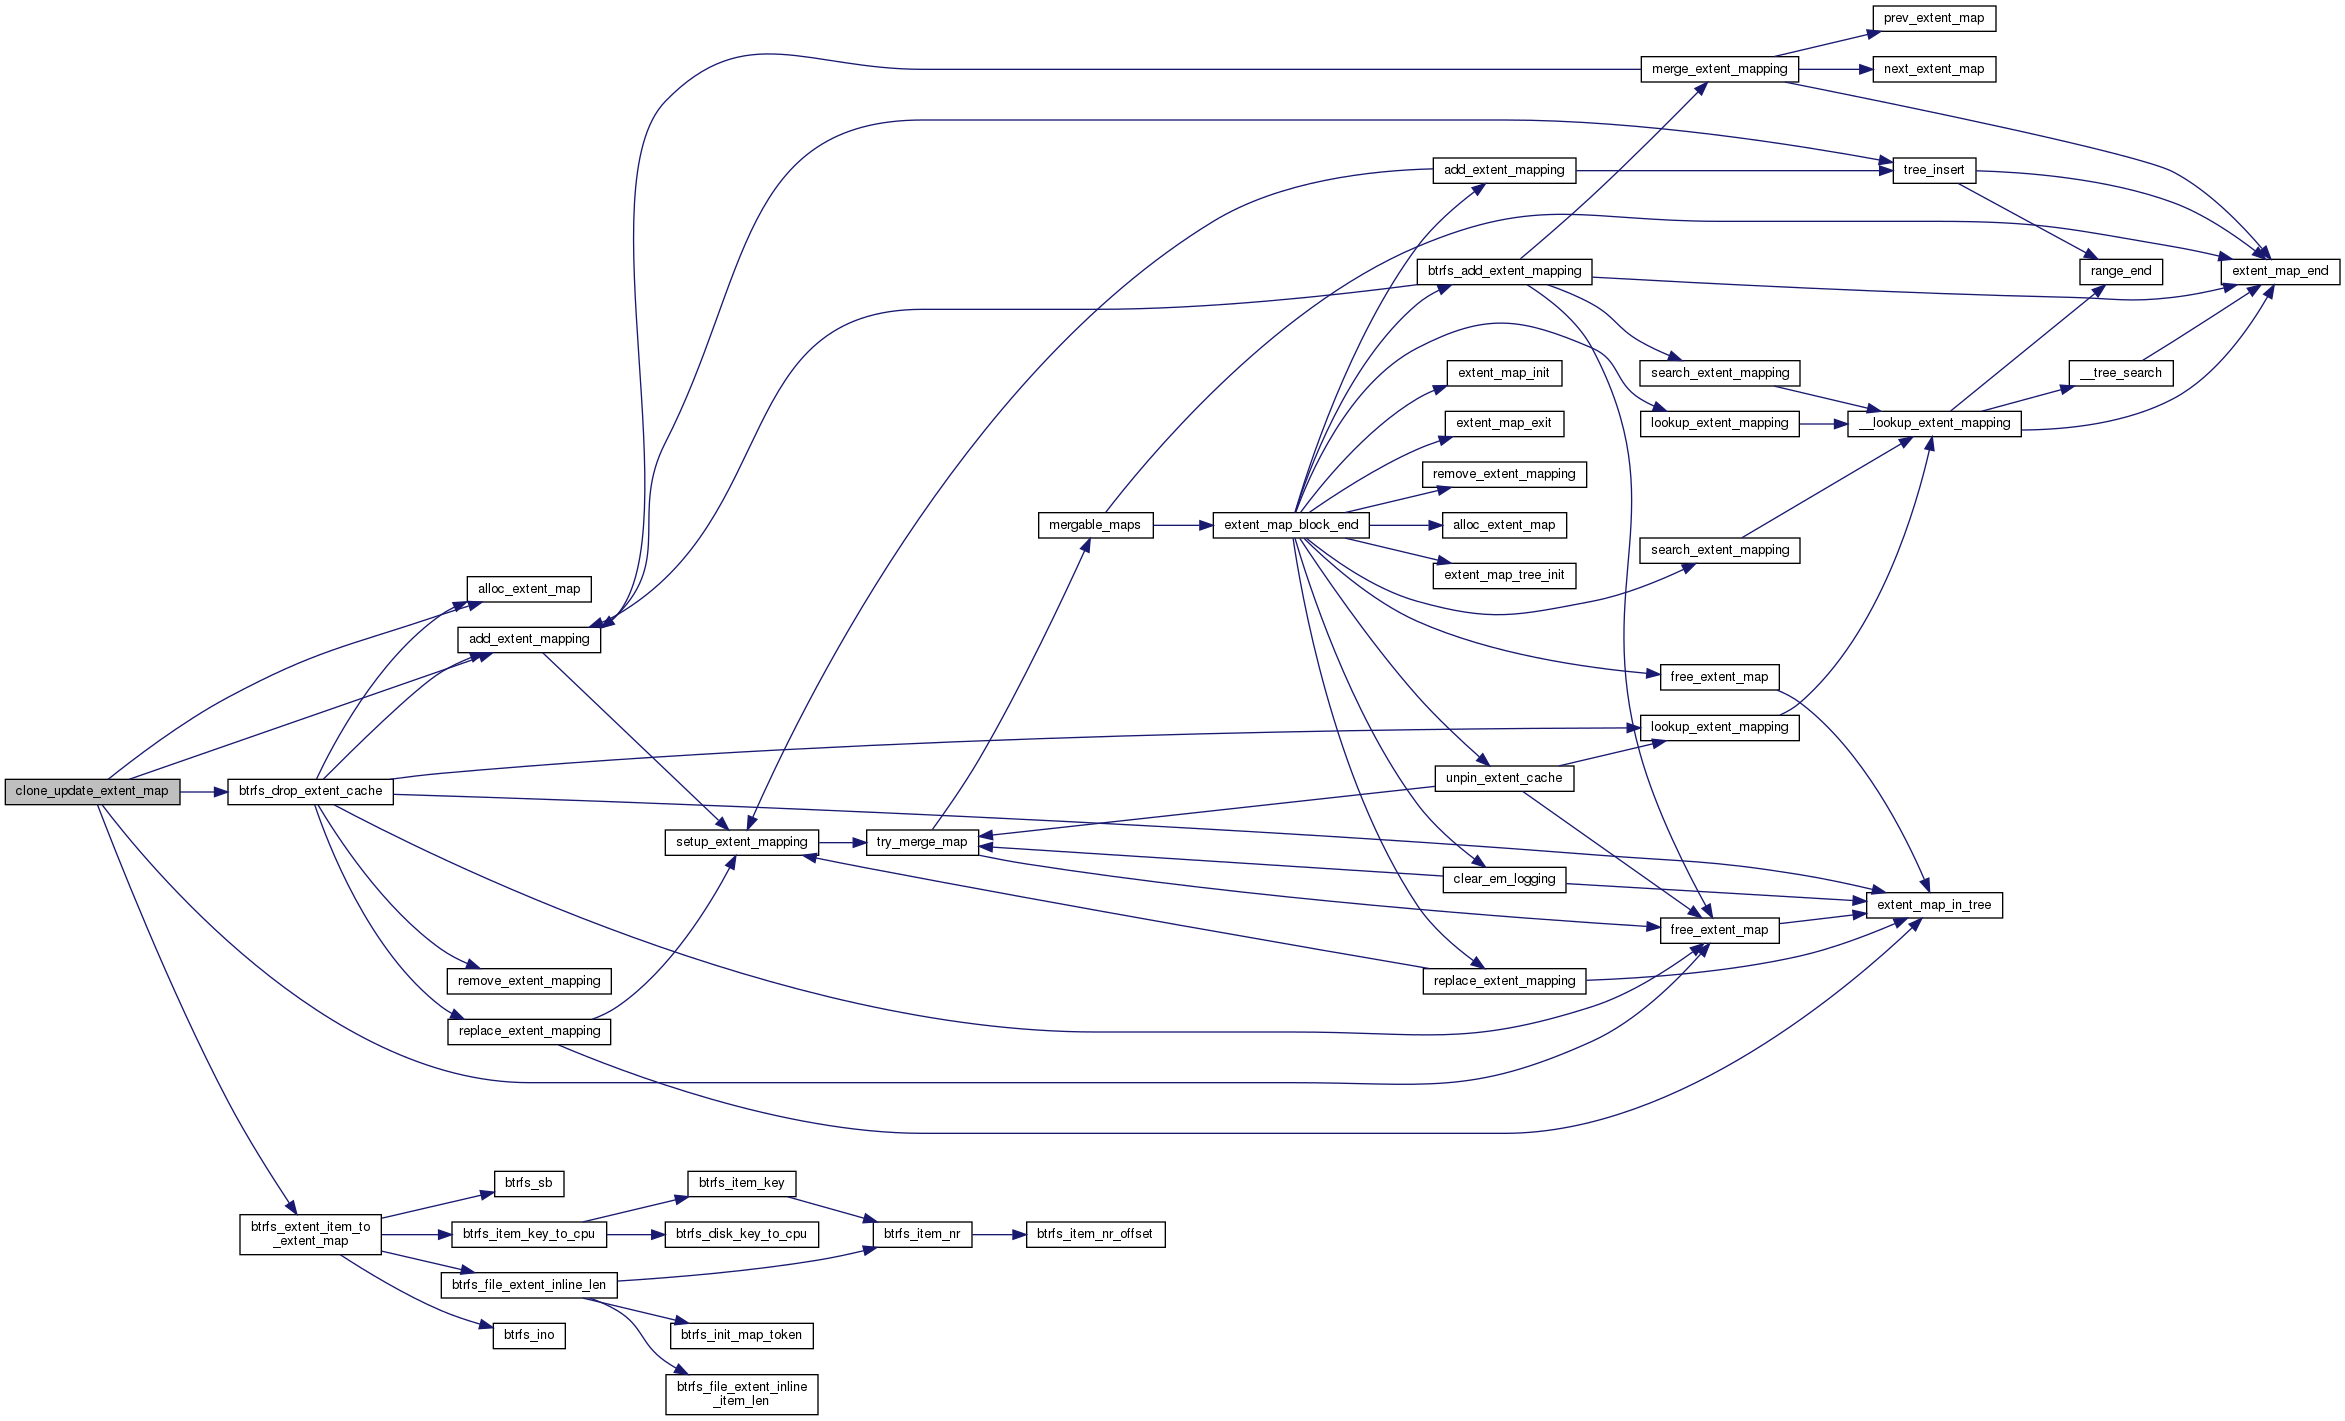 prev_extent_map
merge_extent_mapping
next_extent_map
add_extent_mapping
tree_insert
btrfs_add_extent_mapping
range_end
extent_map_end
extent_map_init
search_extent_mapping
__tree_search
extent_map_exit
lookup_extent_mapping
__lookup_extent_mapping
remove_extent_mapping
mergable_maps
extent_map_block_end
alloc_extent_map
search_extent_mapping
extent_map_tree_init
alloc_extent_map
add_extent_mapping
free_extent_map
lookup_extent_mapping
unpin_extent_cache
clone_update_extent_map
btrfs_drop_extent_cache
setup_extent_mapping
try_merge_map
clear_em_logging
extent_map_in_tree
free_extent_map
remove_extent_mapping
replace_extent_mapping
replace_extent_mapping
btrfs_sb
btrfs_item_key
btrfs_extent_item_to
_extent_map
btrfs_item_key_to_cpu
btrfs_disk_key_to_cpu
btrfs_item_nr
btrfs_item_nr_offset
btrfs_file_extent_inline_len
btrfs_ino
btrfs_init_map_token
btrfs_file_extent_inline
_item_len